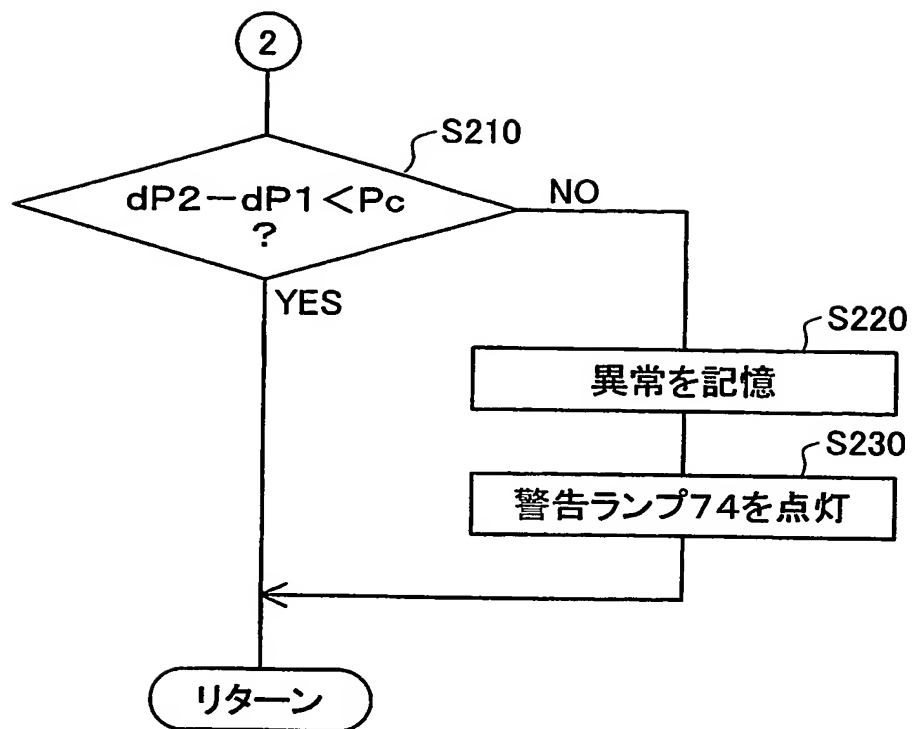 2
S210
dP2−dP1<Pc
?
NO
YES
S220
異常を記憶
S230
警告ランプ74を点灯
リターン